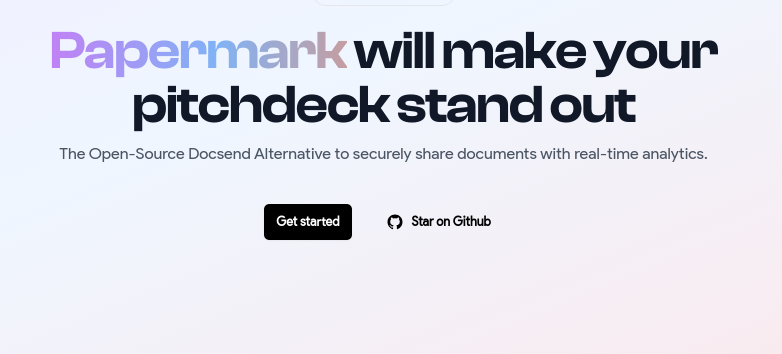 Papermark will make your
pitchdeck stand out
The Open-Source Docsend Alternative to securely share documents with real-time analytics.
Get started
Star on Github